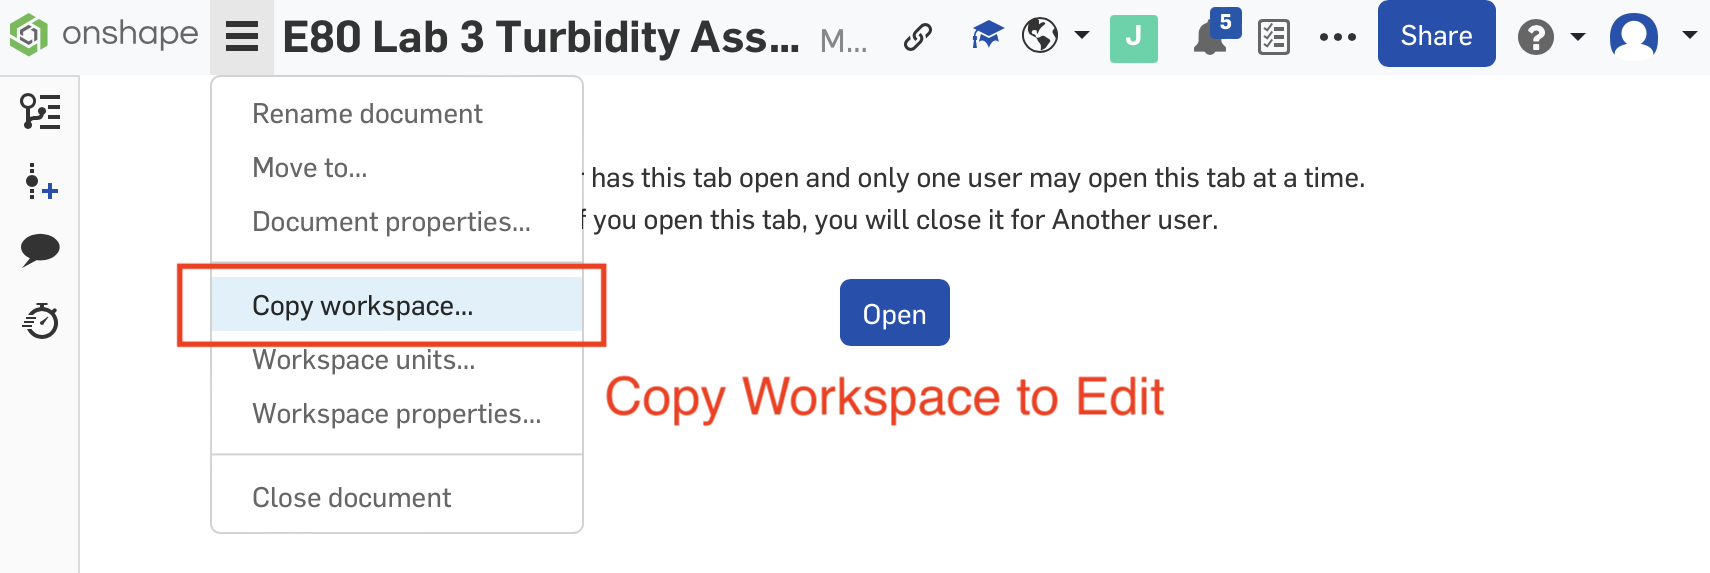 onshape
E80 Lab 3 Turbidity Ass... M...
J
5
Share
?
Rename document
Move to...
Document properties...
has this tab open and only one user may open this tab at a time.
f you open this tab, you will close it for Another user.
Copy workspace...
Open
Workspace units...
Copy Workspace to Edit
Workspace properties...
Close document